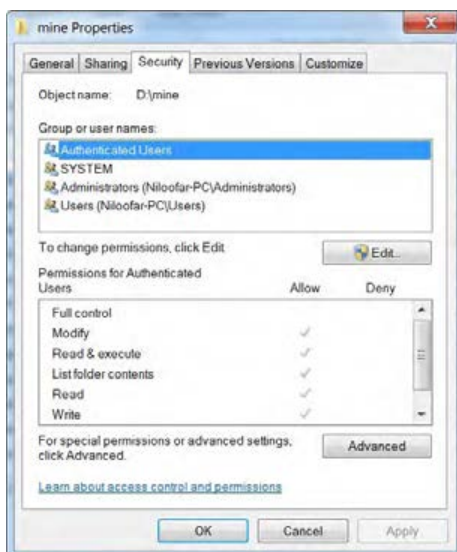 mine Properties
General Sharing Security Previous Versions Customize
Object name: D:\mine
Group or user names:
Authenticated Users
SYSTEM
Administrators (Niloofar-PC\Administrators)
Users (Niloofar-PC\Users)
To change permissions, click Edit Edit...
Permissions for Authenticated
Users Allow Deny
Full control
Modify
Read & execute
List folder contents
Read
Write
For special permissions or advanced settings,
click Advanced. Advanced
Learn about access control and permissions
OK Cancel Apply